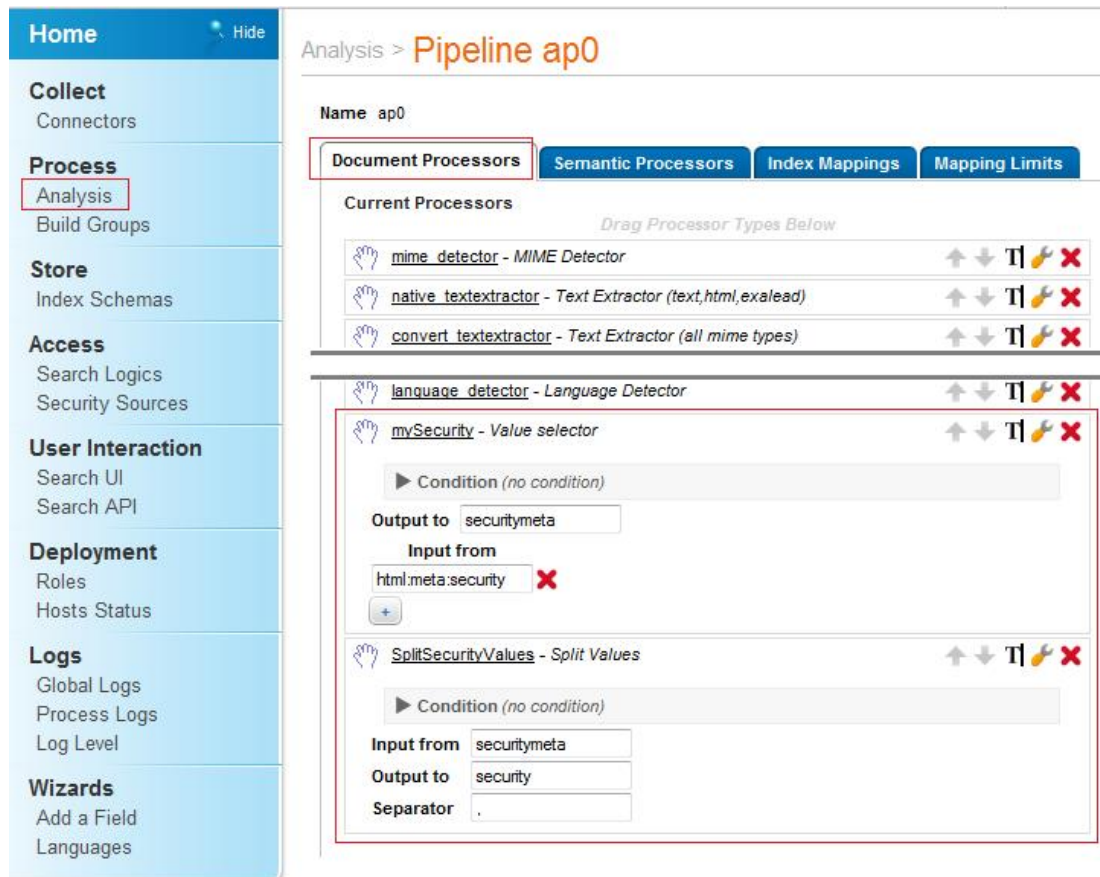 Home
Hide
Collect
Connectors
Process
Analysis
Build Groups
Store
Index Schemas
Access
Search Logics
Security Sources
User Interaction
Search UI
Search API
Deployment
Roles
Hosts Status
Logs
Global Logs
Process Logs
Log Level
Wizards
Add a Field
Languages
Analysis > Pipeline ap0
Name ap0
Document Processors
Semantic Processors
Index Mappings
Mapping Limits
Current Processors
Drag Processor Types Below
mime_detector - MIME Detector
native_textextractor - Text Extractor (text,html,exalead)
convert_textextractor - Text Extractor (all mime types)
language_detector - Language Detector
mySecurity - Value selector
Condition (no condition)
Output to securitymeta
Input from
html:meta:security
+
SplitSecurityValues - Split Values
Condition (no condition)
Input from securitymeta
Output to security
Separator ,